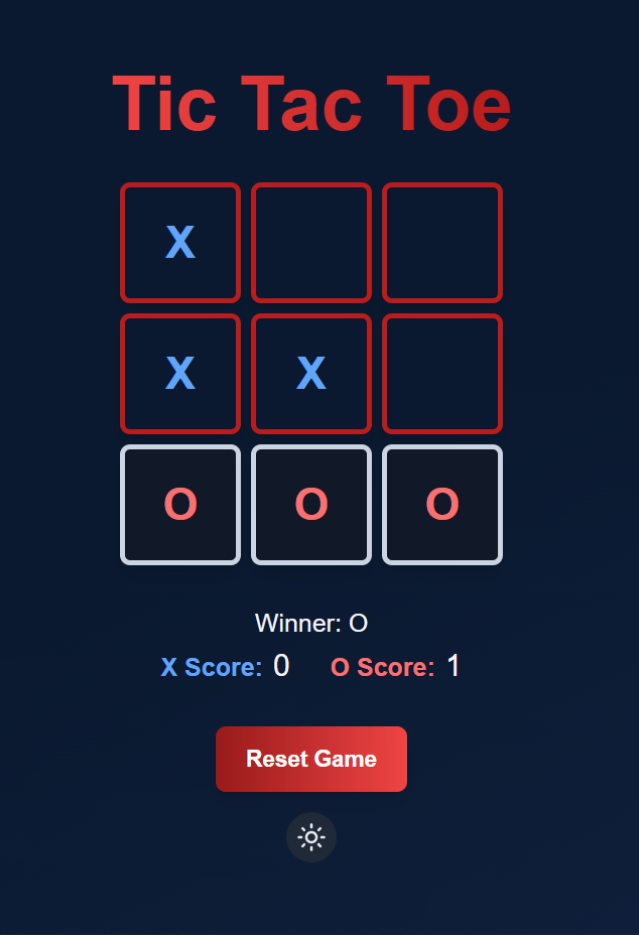 Tic Tac Toe
X
X X
O O O
Winner: O
X Score: 0 O Score: 1
Reset Game